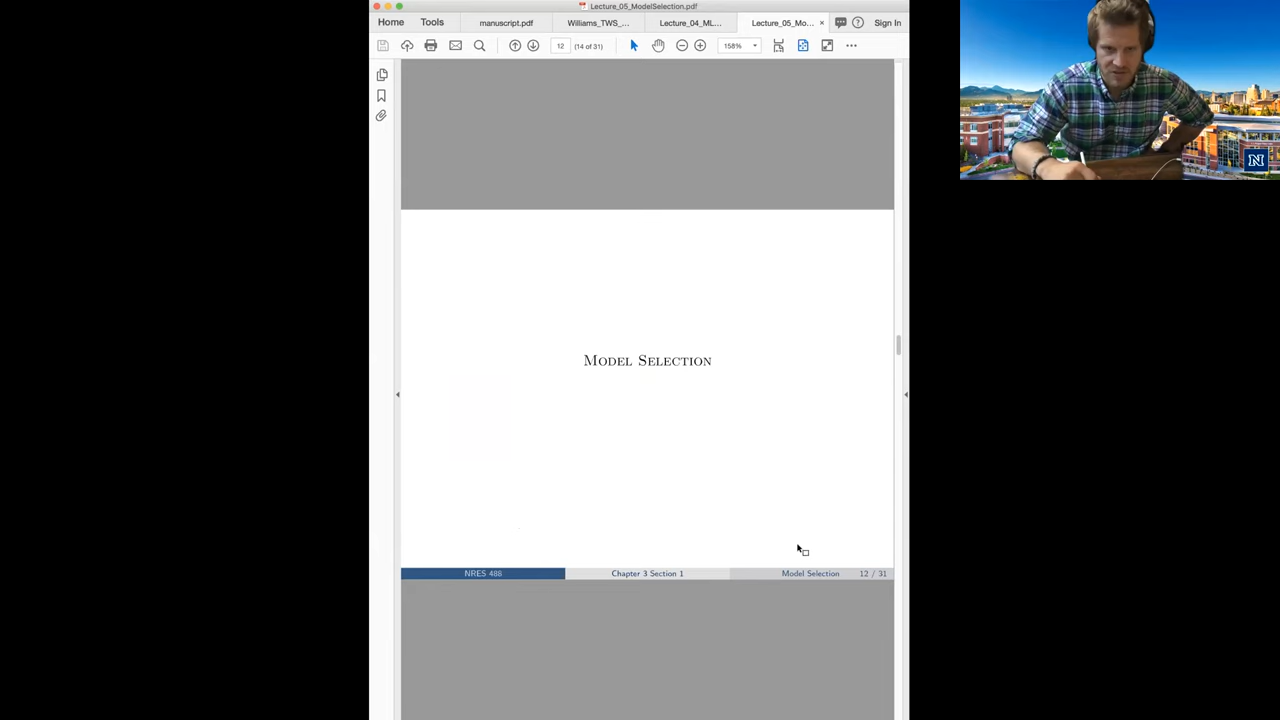 Lecture_05_ModelSelection.pdf
Home Tools manuscript.pdf Williams_TWS_... Lecture_04_ML... Lecture_05_Mo... × Sign In
12 (14 of 31) 158%
MODEL SELECTION
NRES 488 Chapter 3 Section 1 Model Selection 12 / 31
N